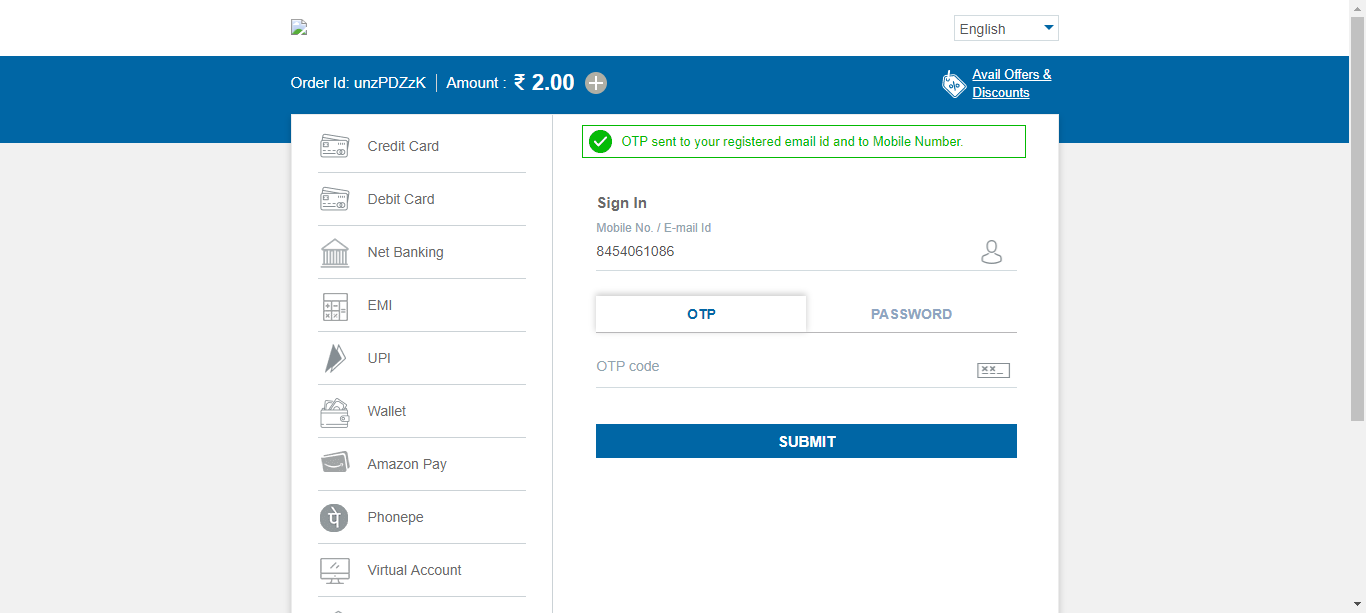 English
Order Id: unzPDZzK
Amount : ₹ 2.00
Avail Offers &
Discounts
Credit Card
Debit Card
Net Banking
EMI
UPI
Wallet
Amazon Pay
Phonepe
Virtual Account
OTP sent to your registered email id and to Mobile Number.
Sign In
Mobile No. / E-mail Id
8454061086
OTP
PASSWORD
OTP code
SUBMIT